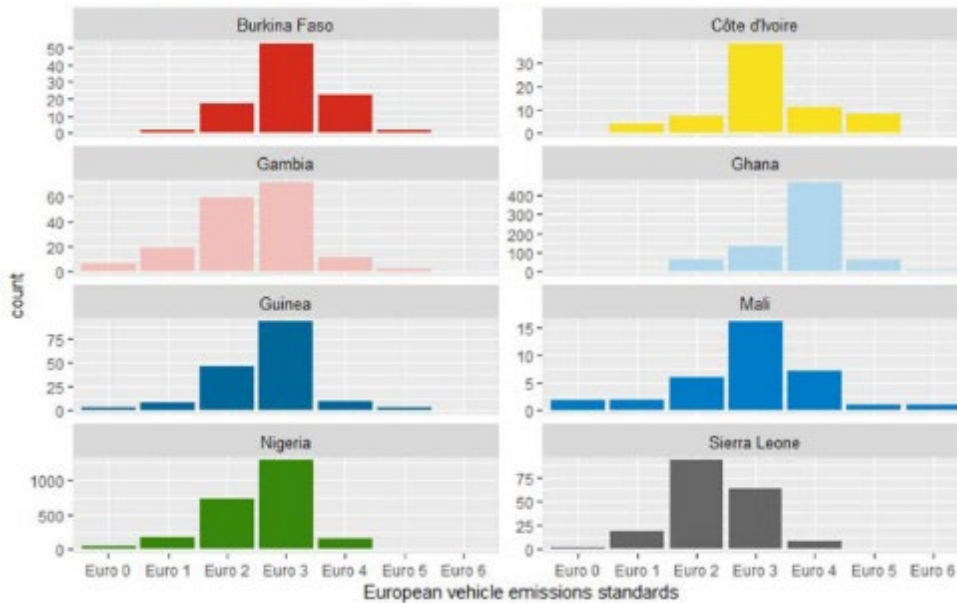 Burkina Faso
50
40
30
20
10
0
Côte d'Ivoire
30
20
10
0
Gambia
60
40
20
0
Ghana
400
300
200
100
0
Guinea
75
50
25
0
Mali
15
10
5
0
Nigeria
1000
500
0
Sierra Leone
75
50
25
0
count
Euro 0 Euro 1 Euro 2 Euro 3 Euro 4 Euro 5 Euro 6
Euro 0 Euro 1 Euro 2 Euro 3 Euro 4 Euro 5 Euro 6
European vehicle emissions standards